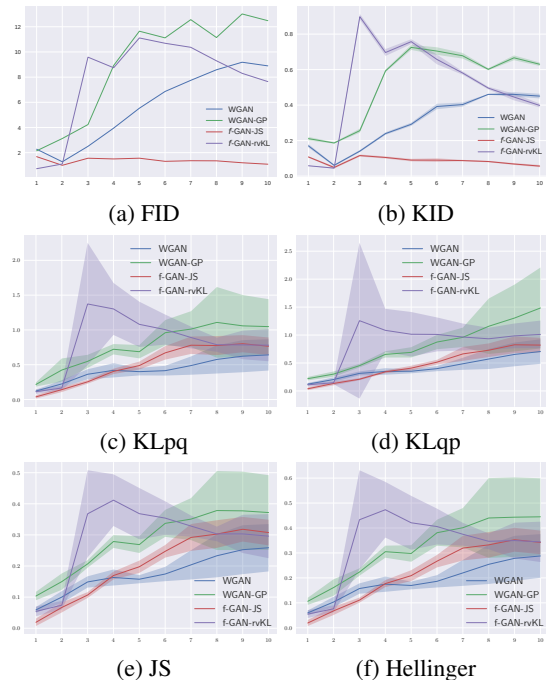 12
10
8
6
4
2
WGAN
WGAN-GP
f-GAN-JS
f-GAN-rvKL
1 2 3 4 5 6 7 8 9 10
(a) FID
0.8
0.6
0.4
0.2
0.0
WGAN
WGAN-GP
f-GAN-JS
f-GAN-rvKL
1 2 3 4 5 6 7 8 9 10
(b) KID
2.0
1.5
1.0
0.5
0.0
WGAN
WGAN-GP
f-GAN-JS
f-GAN-rvKL
1 2 3 4 5 6 7 8 9 10
(c) KLpq
2.5
2.0
1.5
1.0
0.5
0.0
WGAN
WGAN-GP
f-GAN-JS
f-GAN-rvKL
1 2 3 4 5 6 7 8 9 10
(d) KLqp
0.5
0.4
0.3
0.2
0.1
0.0
WGAN
WGAN-GP
f-GAN-JS
f-GAN-rvKL
1 2 3 4 5 6 7 8 9 10
(e) JS
0.6
0.5
0.4
0.3
0.2
0.1
0.0
WGAN
WGAN-GP
f-GAN-JS
f-GAN-rvKL
1 2 3 4 5 6 7 8 9 10
(f) Hellinger